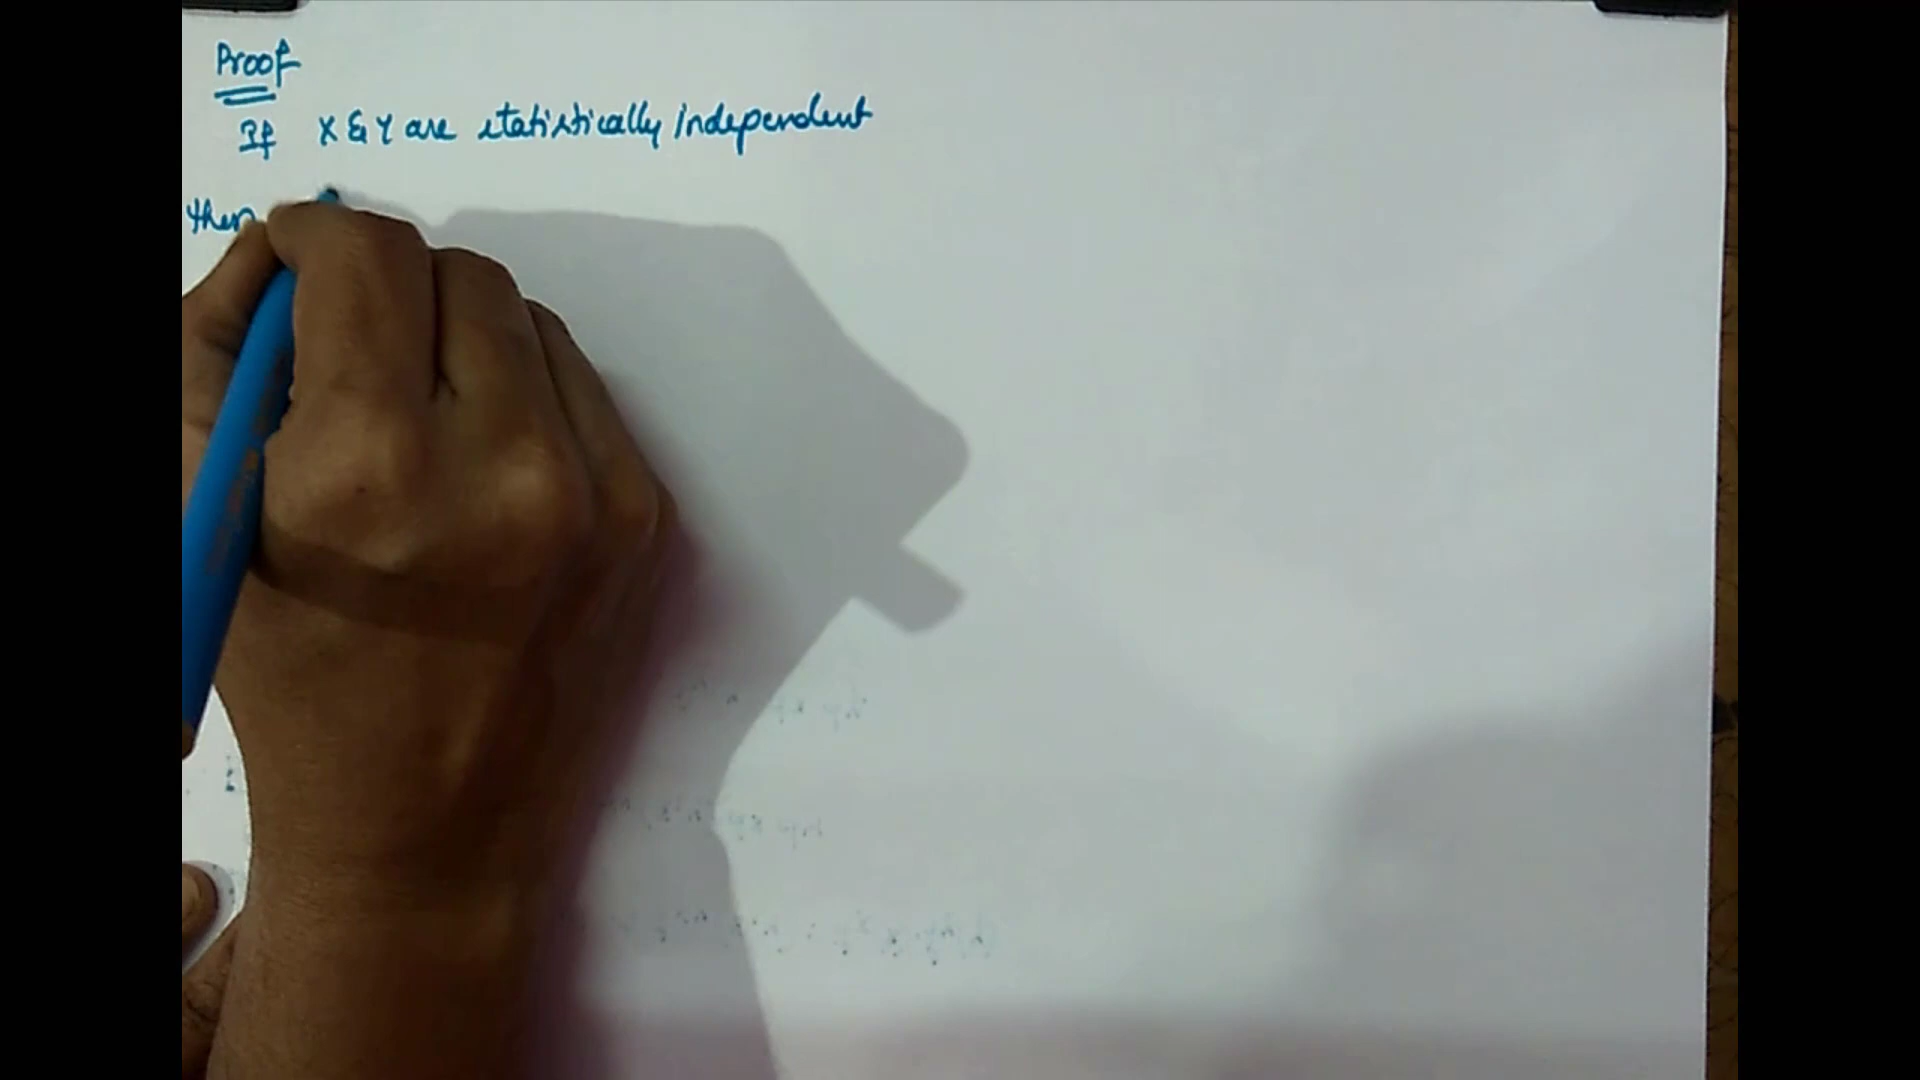 Proof
If X & Y are statistically independent
then